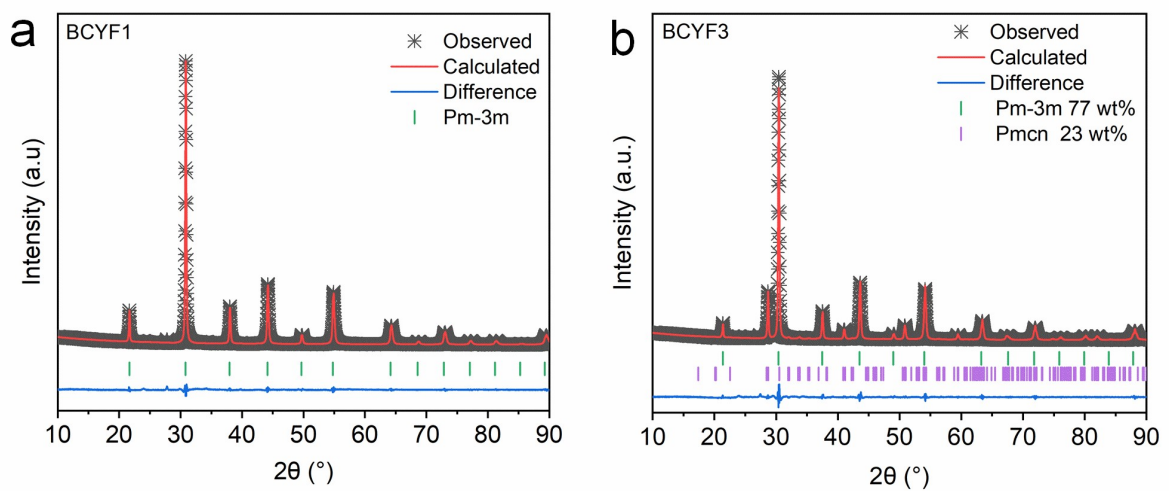 a
BCYF1
Observed
Calculated
Difference
Pm-3m
Intensity (a.u)
10 20 30 40 50 60 70 80 90
2θ (°)
b
BCYF3
Observed
Calculated
Difference
Pm-3m 77 wt%
Pmcn 23 wt%
Intensity (a.u.)
10 20 30 40 50 60 70 80 90
2θ (°)